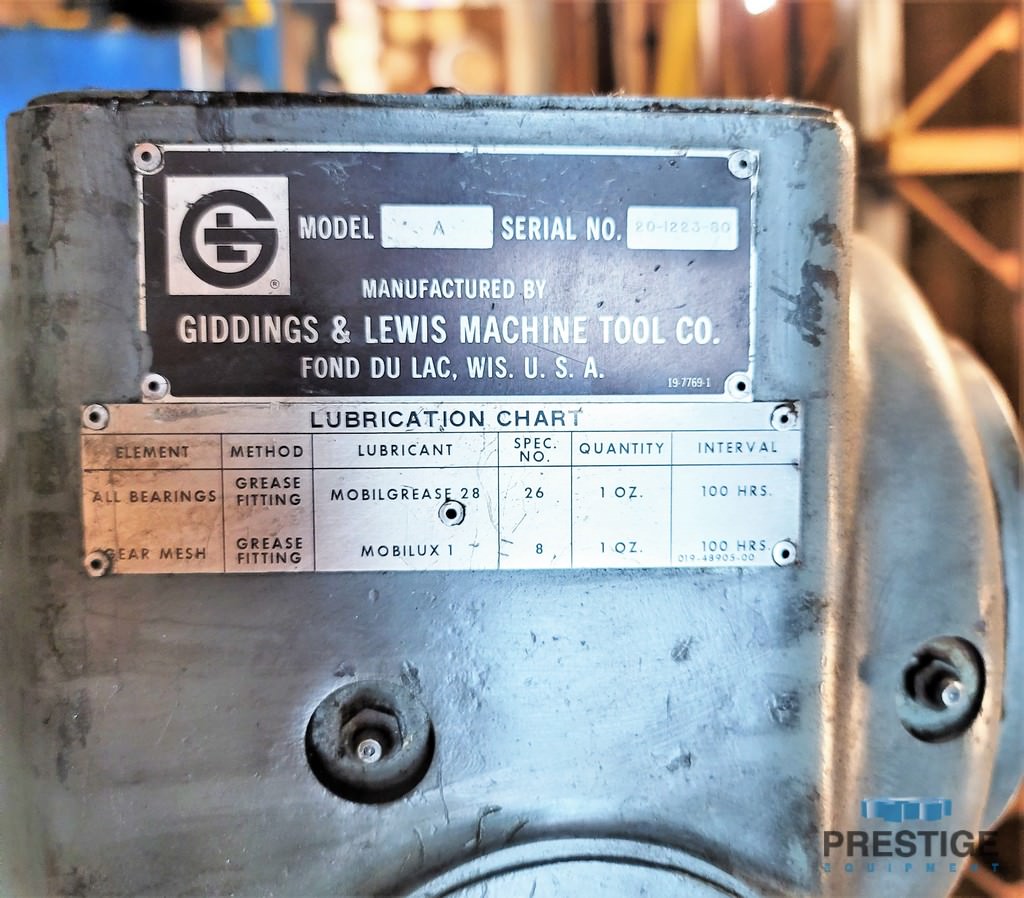 GL ®
MODEL A SERIAL NO. 20-1223-80
MANUFACTURED BY
GIDDINGS & LEWIS MACHINE TOOL CO.
FOND DU LAC, WIS. U. S. A.
19-7769-1
LUBRICATION CHART
ELEMENT METHOD LUBRICANT SPEC. NO. QUANTITY INTERVAL
ALL BEARINGS GREASE FITTING MOBILGREASE 28 26 1 OZ. 100 HRS.
GEAR MESH GREASE FITTING MOBILUX 1 8 1 OZ. 100 HRS.
019-48905-00
PRESTIGE
EQUIPMENT